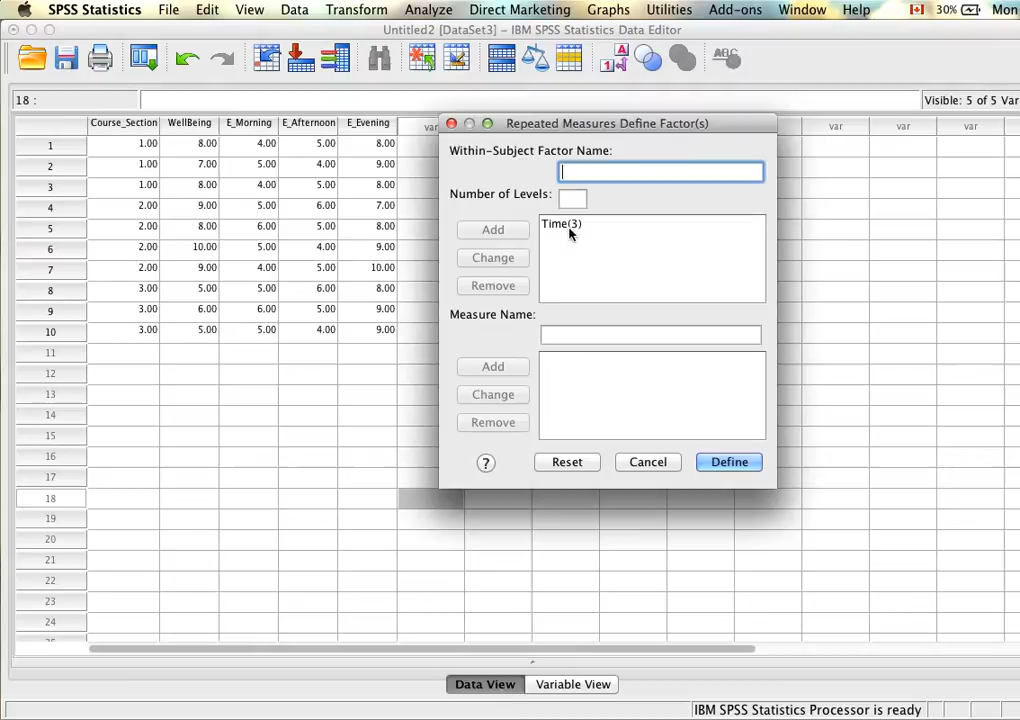 SPSS Statistics File Edit View Data Transform Analyze Direct Marketing Graphs Utilities Add-ons Window Help 30% Mon
Untitled2 [DataSet3] – IBM SPSS Statistics Data Editor
18 : Visible: 5 of 5 Var
Course_Section WellBeing E_Morning E_Afternoon E_Evening var var var var
1 1.00 8.00 4.00 5.00 8.00
2 1.00 7.00 5.00 4.00 9.00
3 1.00 8.00 4.00 5.00 8.00
4 2.00 9.00 5.00 6.00 7.00
5 2.00 8.00 6.00 5.00 8.00
6 2.00 10.00 5.00 4.00 9.00
7 2.00 9.00 4.00 5.00 10.00
8 3.00 5.00 5.00 6.00 8.00
9 3.00 6.00 6.00 5.00 9.00
10 3.00 5.00 5.00 4.00 9.00
11
12
13
14
15
16
17
18
19
20
21
22
23
24
Repeated Measures Define Factor(s)
Within-Subject Factor Name:
Number of Levels:
Add
Change
Remove
Time(3)
Measure Name:
Add
Change
Remove
? Reset Cancel Define
Data View Variable View
IBM SPSS Statistics Processor is ready